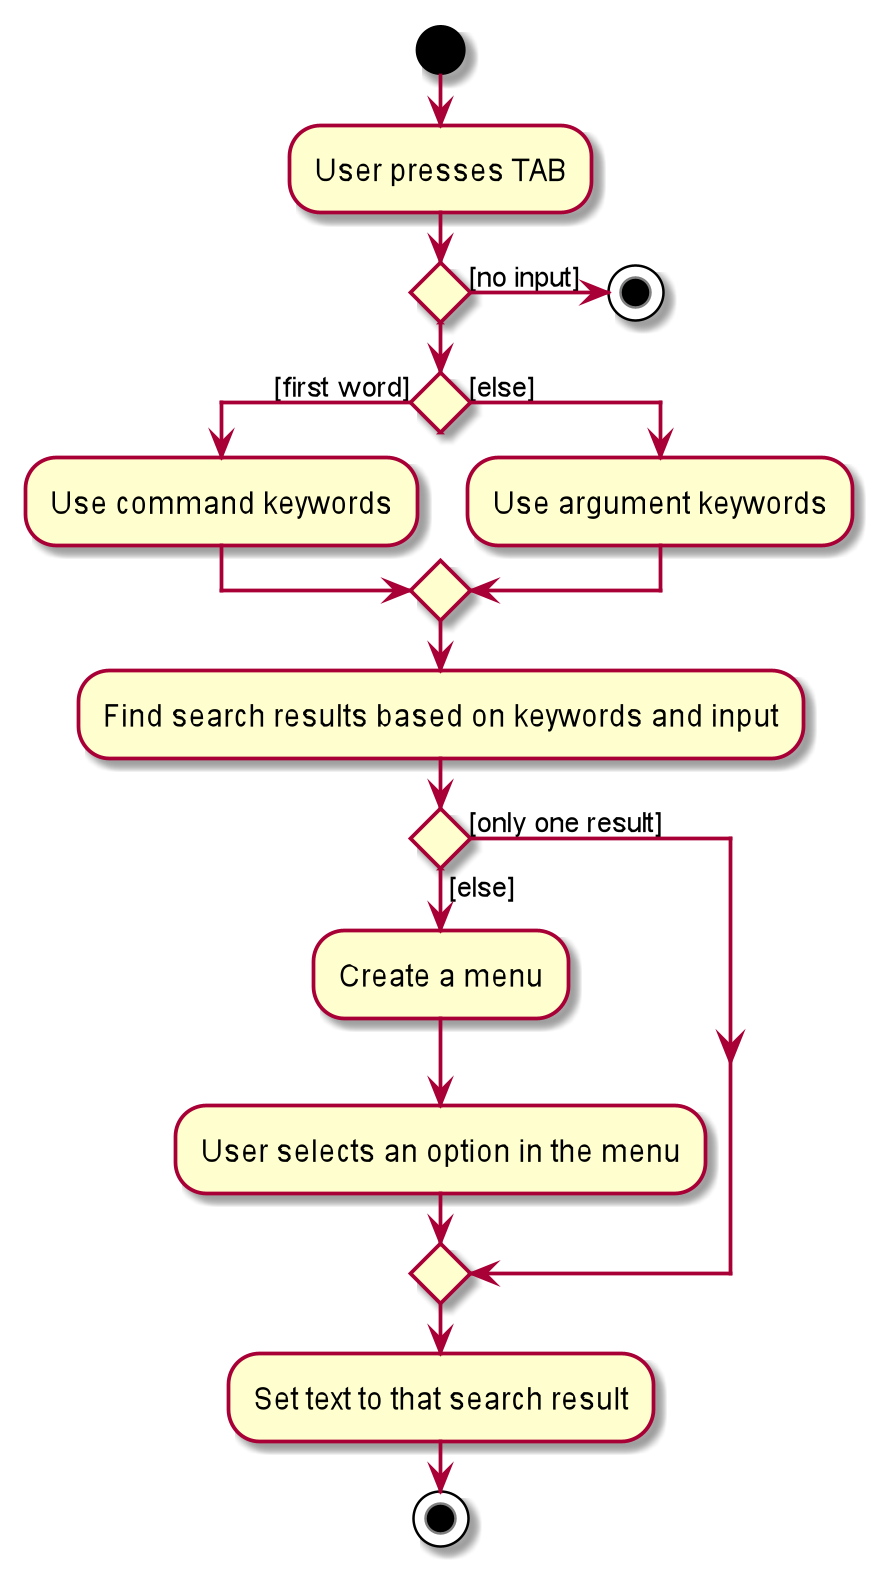 User presses TAB
[no input]
[first word]
[else]
Use command keywords
Use argument keywords
Find search results based on keywords and input
[only one result]
[else]
Create a menu
User selects an option in the menu
Set text to that search result